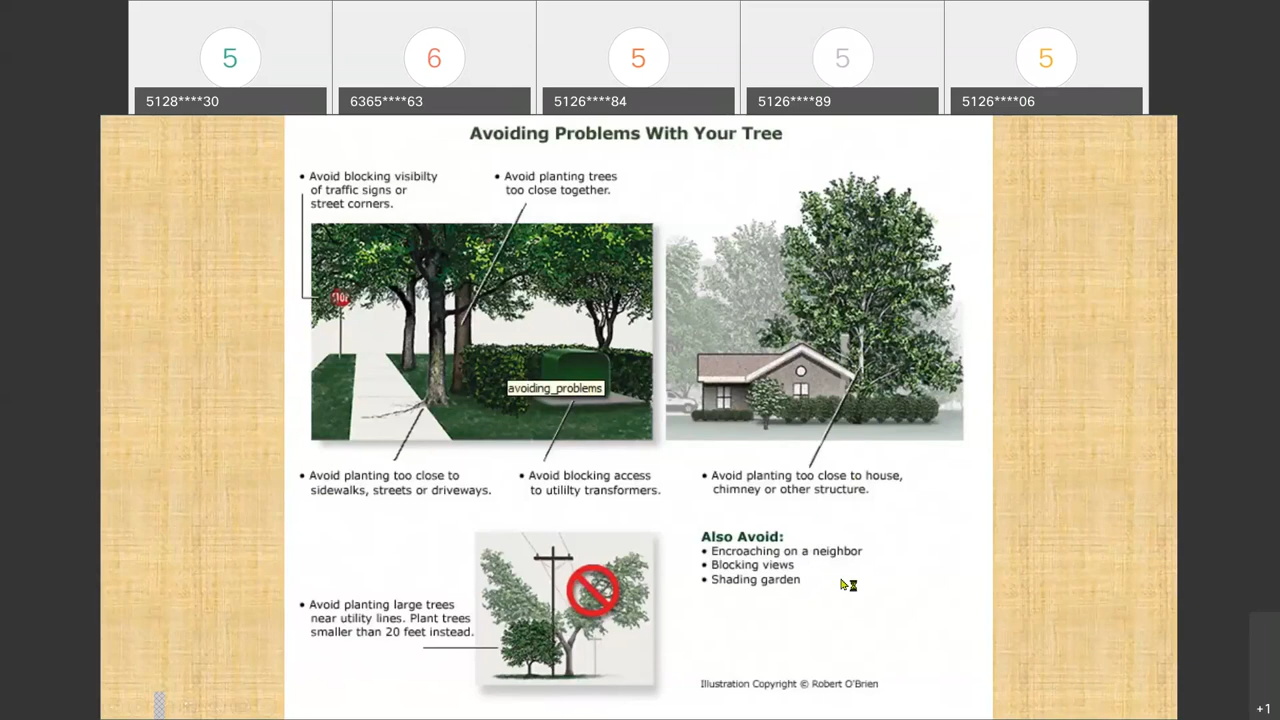 5
6
5
5
5
5128****30
6365****63
5126****84
5126****89
5126****06
Avoiding Problems With Your Tree
• Avoid blocking visibilty
of traffic signs or
street corners.
• Avoid planting trees
too close together.
STOP
avoiding_problems
• Avoid planting too close to
sidewalks, streets or driveways.
• Avoid blocking access
to utililty transformers.
• Avoid planting too close to house,
chimney or other structure.
• Avoid planting large trees
near utility lines. Plant trees
smaller than 20 feet instead.
Also Avoid:
• Encroaching on a neighbor
• Blocking views
• Shading garden
Illustration Copyright © Robert O'Brien
+1